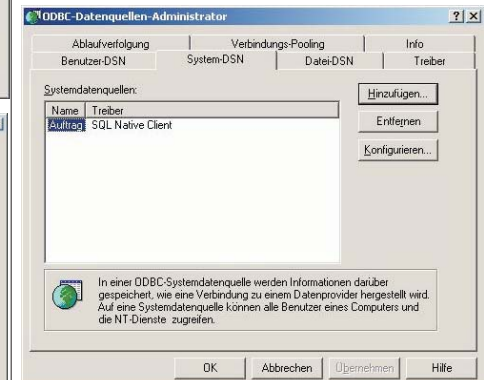 ODBC-Datenquellen-Administrator
Ablaufverfolgung Verbindungs-Pooling Info
Benutzer-DSN System-DSN Datei-DSN Treiber
Systemdatenquellen:
Name Treiber
Auftrag SQL Native Client
Hinzufügen...
Entfernen
Konfigurieren...
In einer ODBC-Systemdatenquelle werden Informationen darüber
gespeichert, wie eine Verbindung zu einem Datenprovider hergestellt wird.
Auf eine Systemdatenquelle können alle Benutzer eines Computers und
die NT-Dienste zugreifen.
OK Abbrechen Übernehmen Hilfe